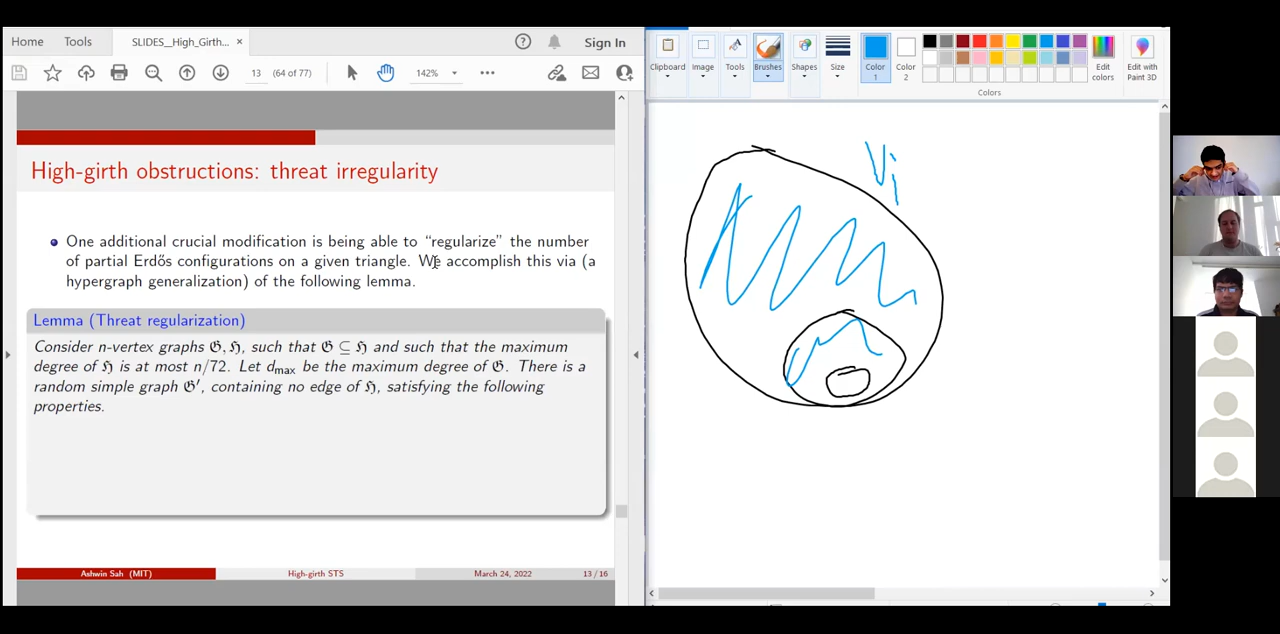 Home
Tools
SLIDES__High_Girth... ×
Sign In
13 (64 of 77)
142%
High-girth obstructions: threat irregularity
One additional crucial modification is being able to “regularize” the number
of partial Erdős configurations on a given triangle. We accomplish this via (a
hypergraph generalization) of the following lemma.
Lemma (Threat regularization)
Consider n-vertex graphs 𝔊, ℌ, such that 𝔊 ⊆ ℌ and such that the maximum
degree of ℌ is at most n/72. Let dmax be the maximum degree of 𝔊. There is a
random simple graph 𝔊′, containing no edge of ℌ, satisfying the following
properties.
Ashwin Sah (MIT)
High-girth STS
March 24, 2022
13 / 16
Clipboard
Image
Tools
Brushes
Shapes
Size
Color
1
Color
2
Edit
colors
Edit with
Paint 3D
Colors
Vi